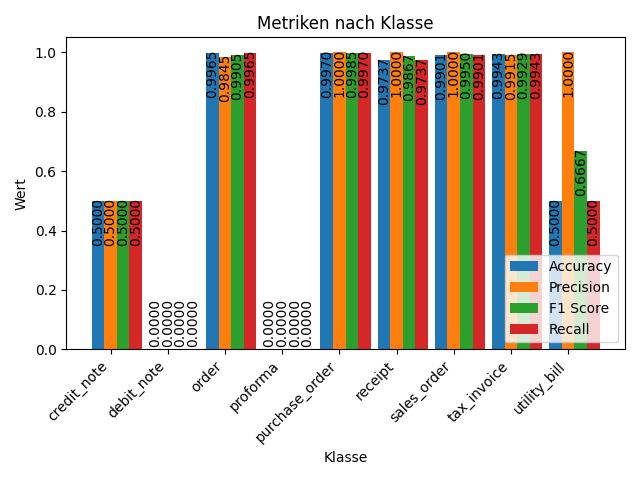 Metriken nach Klasse
Wert
1.0
0.8
0.6
0.4
0.2
0.0
0.5000
0.5000
0.5000
0.5000
0.0000
0.0000
0.0000
0.0000
0.9965
0.9845
0.9905
0.9965
0.0000
0.0000
0.0000
0.0000
0.9970
1.0000
0.9985
0.9970
0.9737
1.0000
0.9867
0.9737
0.9901
1.0000
0.9950
0.9901
0.9943
0.9915
0.9929
0.9943
0.5000
1.0000
0.6667
0.5000
Accuracy
Precision
F1 Score
Recall
credit_note
debit_note
order
proforma
purchase_order
receipt
sales_order
tax_invoice
utility_bill
Klasse